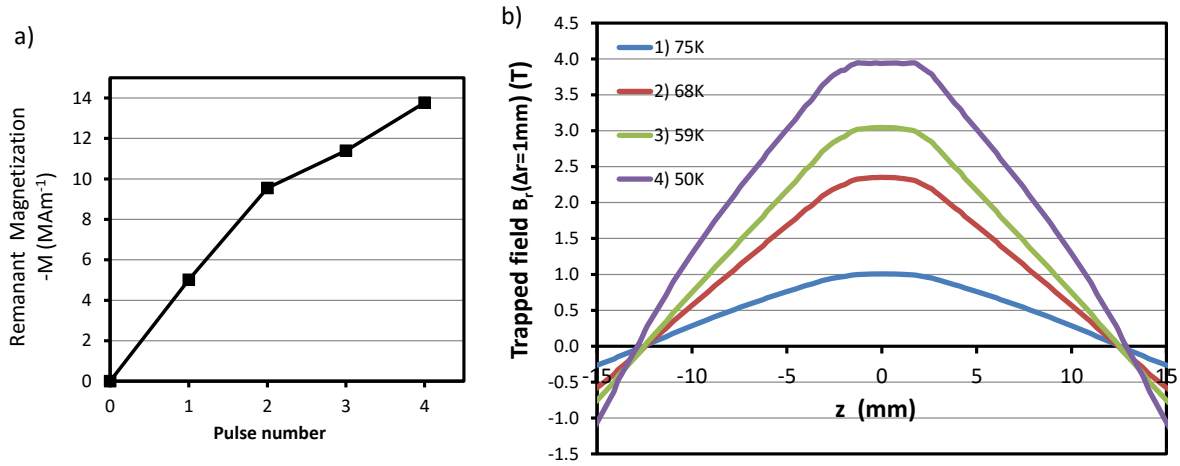 a)
Remanant Magnetization
-M (MAm⁻¹)
14
12
10
8
6
4
2
0
0 1 2 3 4
Pulse number
b)
Trapped field Bᵣ(Δr=1mm) (T)
4.5
4.0
3.5
3.0
2.5
2.0
1.5
1.0
0.5
0.0
-0.5
-1.0
-1.5
1) 75K
2) 68K
3) 59K
4) 50K
-15 -10 -5 0 5 10 15
z (mm)